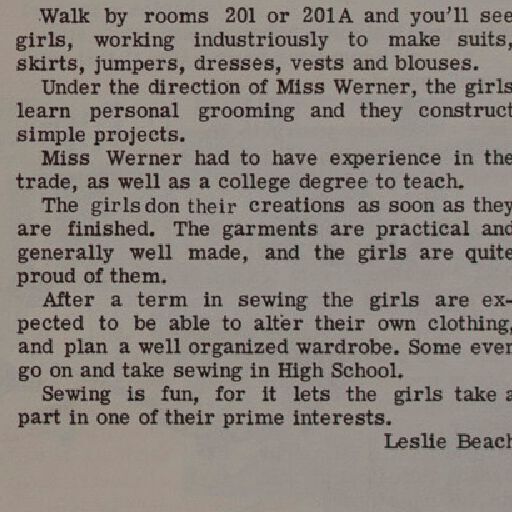 Walk by rooms 201 or 201A and you'll see
girls, working industriously to make suits,
skirts, jumpers, dresses, vests and blouses.
Under the direction of Miss Werner, the girls
learn personal grooming and they construct
simple projects.
Miss Werner had to have experience in the
trade, as well as a college degree to teach.
The girls don their creations as soon as they
are finished. The garments are practical and
generally well made, and the girls are quite
proud of them.
After a term in sewing the girls are ex-
pected to be able to alter their own clothing,
and plan a well organized wardrobe. Some even
go on and take sewing in High School.
Sewing is fun, for it lets the girls take a
part in one of their prime interests.
Leslie Beach